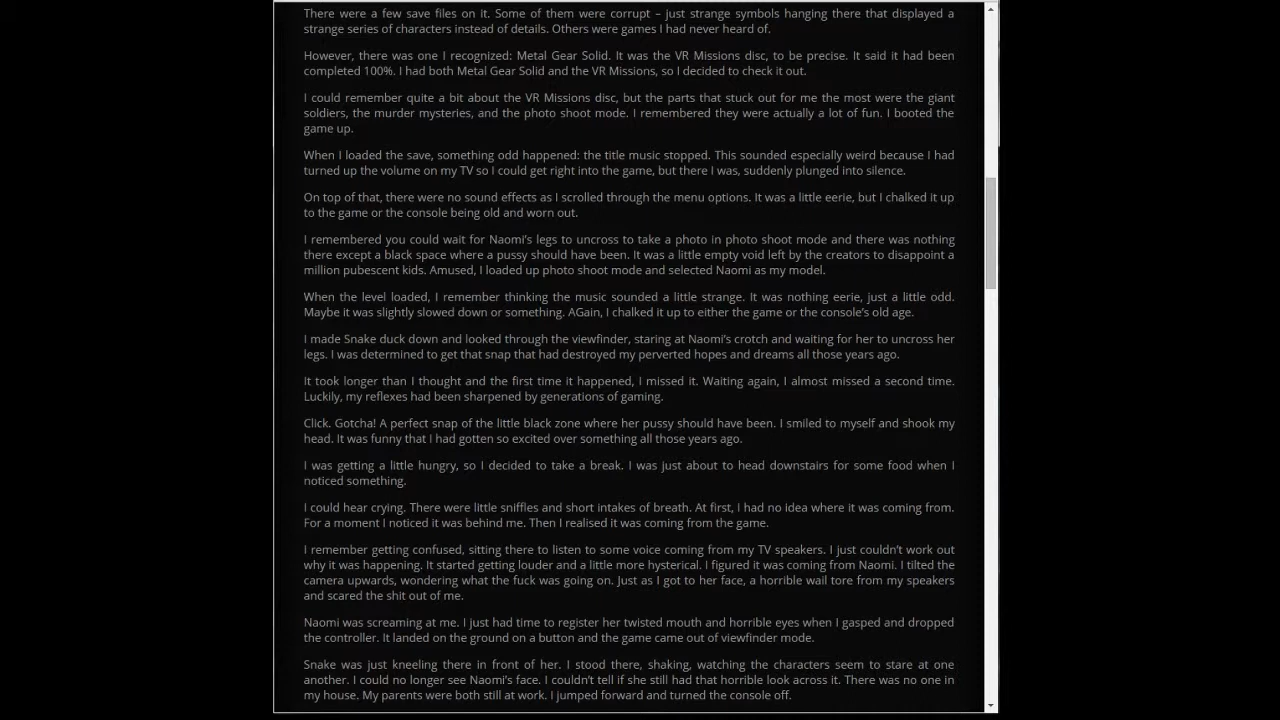 There were a few save files on it. Some of them were corrupt – just strange symbols hanging there that displayed a
strange series of characters instead of details. Others were games I had never heard of.
However, there was one I recognized: Metal Gear Solid. It was the VR Missions disc, to be precise. It said it had been
completed 100%. I had both Metal Gear Solid and the VR Missions, so I decided to check it out.
I could remember quite a bit about the VR Missions disc, but the parts that stuck out for me the most were the giant
soldiers, the murder mysteries, and the photo shoot mode. I remembered they were actually a lot of fun. I booted the
game up.
When I loaded the save, something odd happened: the title music stopped. This sounded especially weird because I had
turned up the volume on my TV so I could get right into the game, but there I was, suddenly plunged into silence.
On top of that, there were no sound effects as I scrolled through the menu options. It was a little eerie, but I chalked it up
to the game or the console being old and worn out.
I remembered you could wait for Naomi's legs to uncross to take a photo in photo shoot mode and there was nothing
there except a black space where a pussy should have been. It was a little empty void left by the creators to disappoint a
million pubescent kids. Amused, I loaded up photo shoot mode and selected Naomi as my model.
When the level loaded, I remember thinking the music sounded a little strange. It was nothing eerie, just a little odd.
Maybe it was slightly slowed down or something. AGain, I chalked it up to either the game or the console's old age.
I made Snake duck down and looked through the viewfinder, staring at Naomi's crotch and waiting for her to uncross her
legs. I was determined to get that snap that had destroyed my perverted hopes and dreams all those years ago.
It took longer than I thought and the first time it happened, I missed it. Waiting again, I almost missed a second time.
Luckily, my reflexes had been sharpened by generations of gaming.
Click. Gotcha! A perfect snap of the little black zone where her pussy should have been. I smiled to myself and shook my
head. It was funny that I had gotten so excited over something all those years ago.
I was getting a little hungry, so I decided to take a break. I was just about to head downstairs for some food when I
noticed something.
I could hear crying. There were little sniffles and short intakes of breath. At first, I had no idea where it was coming from.
For a moment I noticed it was behind me. Then I realised it was coming from the game.
I remember getting confused, sitting there to listen to some voice coming from my TV speakers. I just couldn't work out
why it was happening. It started getting louder and a little more hysterical. I figured it was coming from Naomi. I tilted the
camera upwards, wondering what the fuck was going on. Just as I got to her face, a horrible wail tore from my speakers
and scared the shit out of me.
Naomi was screaming at me. I just had time to register her twisted mouth and horrible eyes when I gasped and dropped
the controller. It landed on the ground on a button and the game came out of viewfinder mode.
Snake was just kneeling there in front of her. I stood there, shaking, watching the characters seem to stare at one
another. I could no longer see Naomi's face. I couldn't tell if she still had that horrible look across it. There was no one in
my house. My parents were both still at work. I jumped forward and turned the console off.